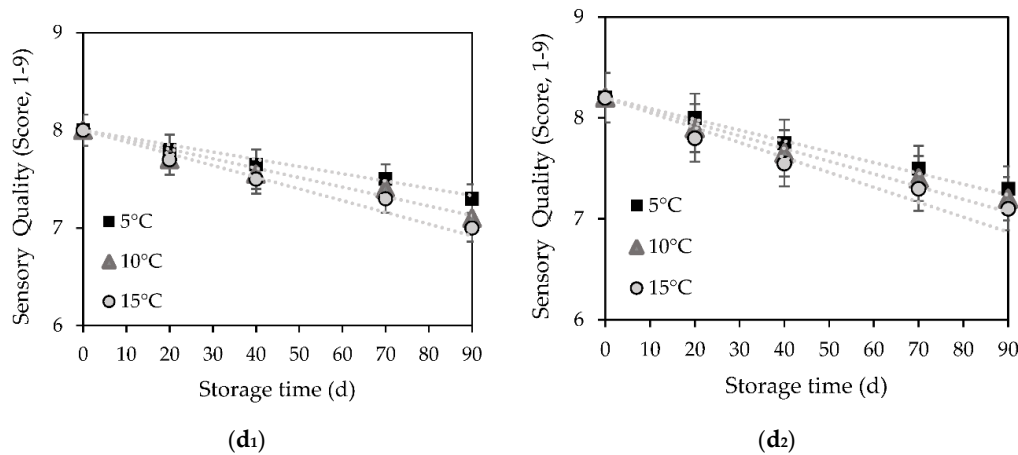 Sensory Quality (Score, 1-9)
9
8
7
6
5°C
10°C
15°C
0 10 20 30 40 50 60 70 80 90
Storage time (d)
(d₁)
Sensory Quality (Score, 1-9)
9
8
7
6
5°C
10°C
15°C
0 10 20 30 40 50 60 70 80 90
Storage time (d)
(d₂)